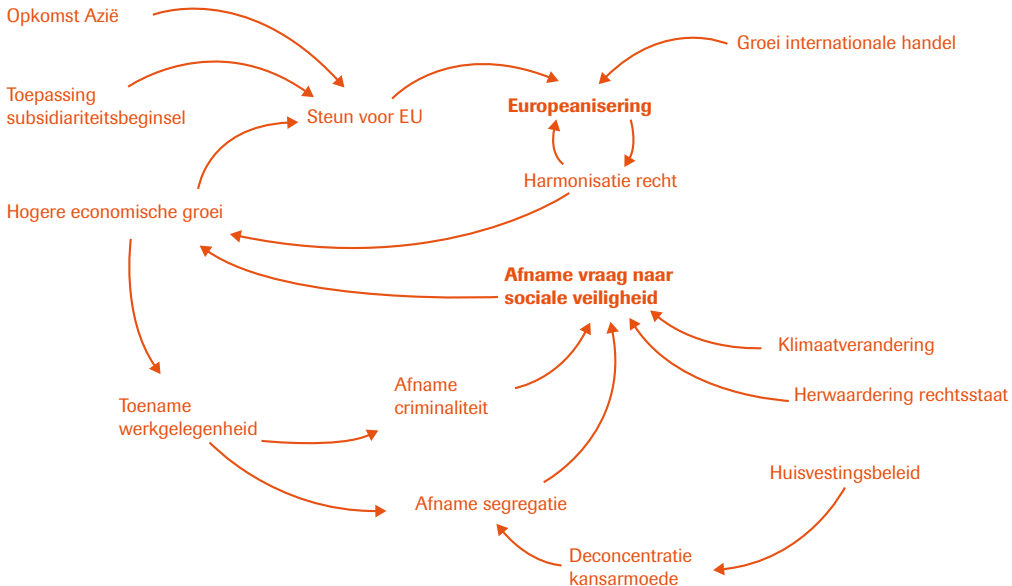 Opkomst Azië
Groei internationale handel
Toepassing
subsidiariteitsbeginsel
Steun voor EU
Europeanisering
Harmonisatie recht
Hogere economische groei
Afname vraag naar
sociale veiligheid
Klimaatverandering
Herwaardering rechtsstaat
Afname
criminaliteit
Toename
werkgelegenheid
Huisvestingsbeleid
Afname segregatie
Deconcentratie
kansarmoede